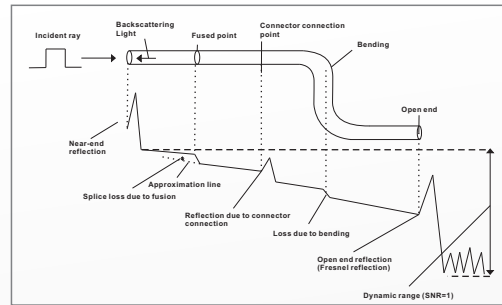 Incident ray
Backscattering
Light
Fused point
Connector connection
point
Bending
Open end
Near-end
reflection
Approximation line
Splice loss due to fusion
Reflection due to connector
connection
Loss due to bending
Open end reflection
(Fresnel reflection)
Dynamic range (SNR=1)